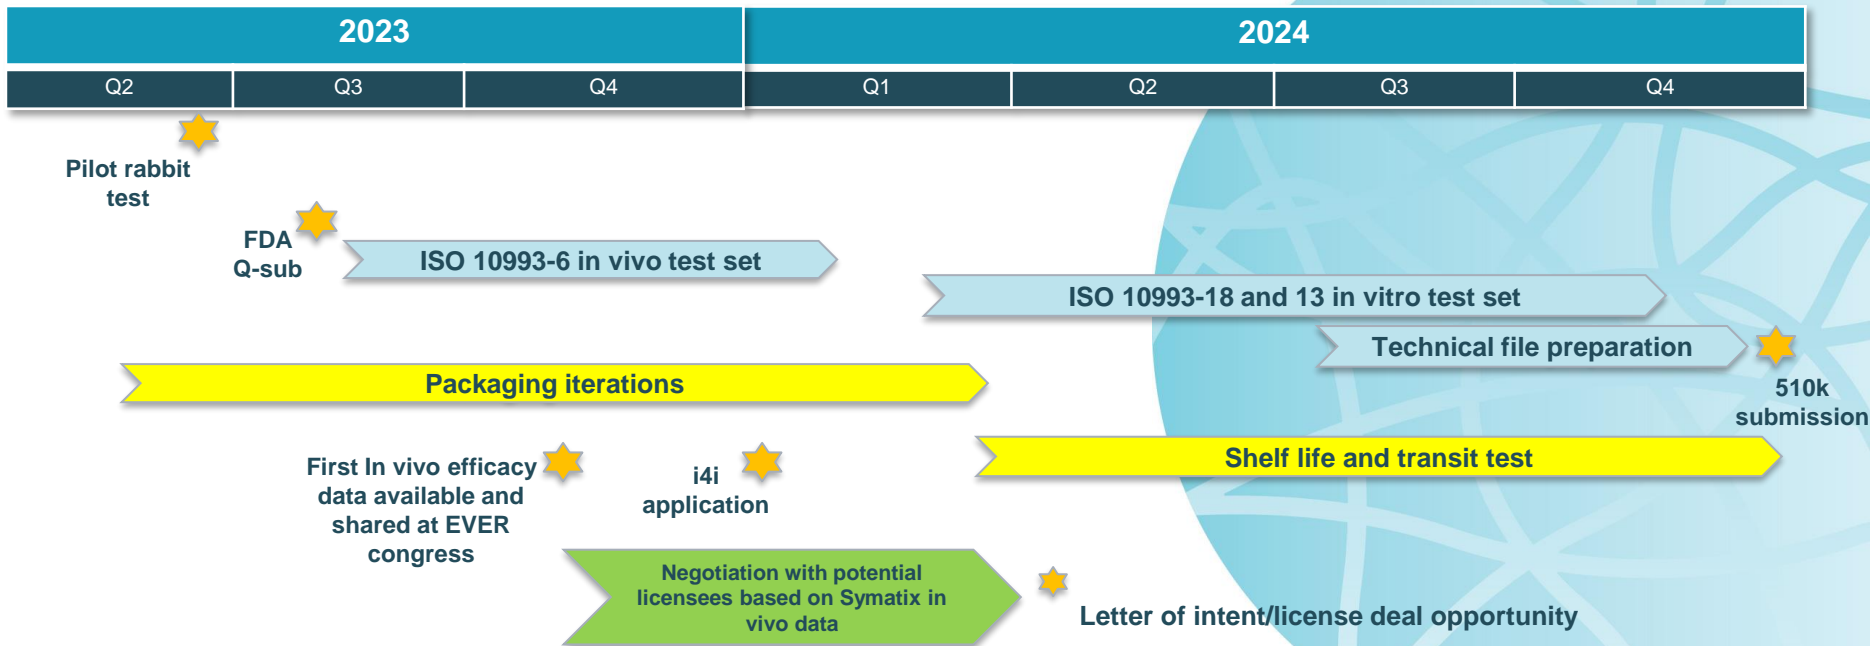 2023
2024
Q2
Q3
Q4
Q1
Q2
Q3
Q4
Pilot rabbit
test
FDA
Q-sub
ISO 10993-6 in vivo test set
ISO 10993-18 and 13 in vitro test set
Technical file preparation
Packaging iterations
510k
submission
First In vivo efficacy
data available and
shared at EVER
congress
i4i
application
Shelf life and transit test
Negotiation with potential
licensees based on Symatix in
vivo data
Letter of intent/license deal opportunity